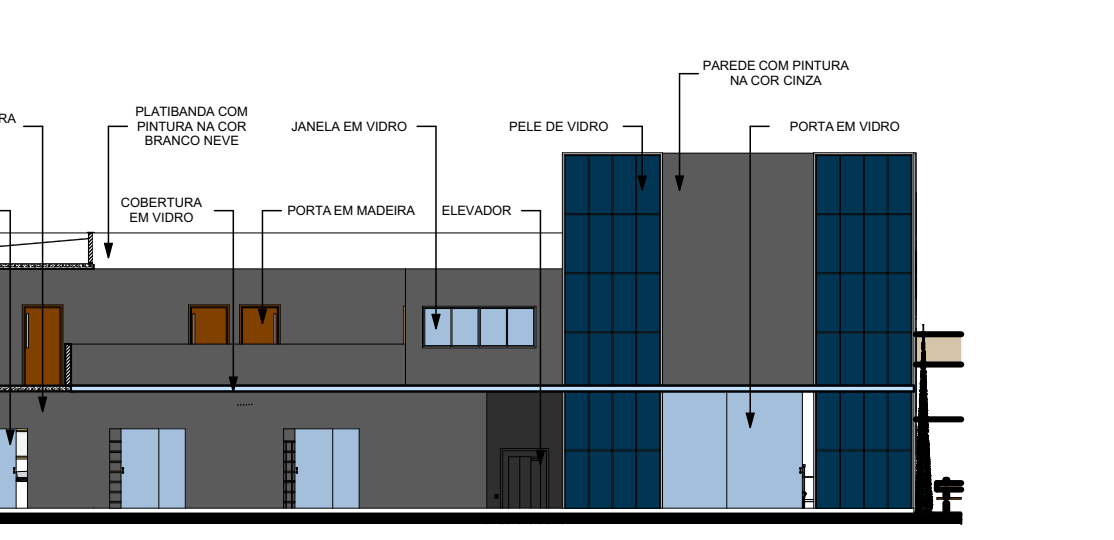 PAREDE COM PINTURA
NA COR CINZA
RA
PLATIBANDA COM
PINTURA NA COR
BRANCO NEVE
JANELA EM VIDRO
PELE DE VIDRO
PORTA EM VIDRO
COBERTURA
EM VIDRO
PORTA EM MADEIRA
ELEVADOR